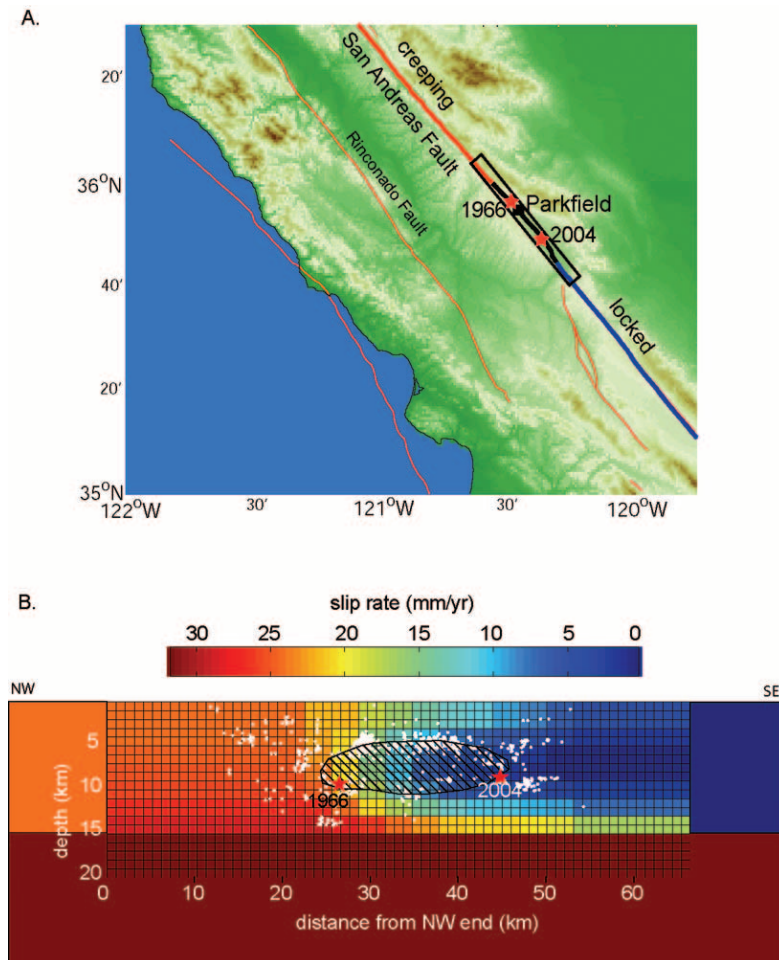 A.
creeping
San Andreas Fault
20'
Rinconado Fault
36°N
Parkfield
1966
2004
40'
locked
20'
35°N
122°W
30'
121°W
30'
120°W
B.
slip rate (mm/yr)
30 25 20 15 10 5 0
NW
SE
5
10
15
20
depth (km)
1966
2004
0 10 20 30 40 50 60
distance from NW end (km)